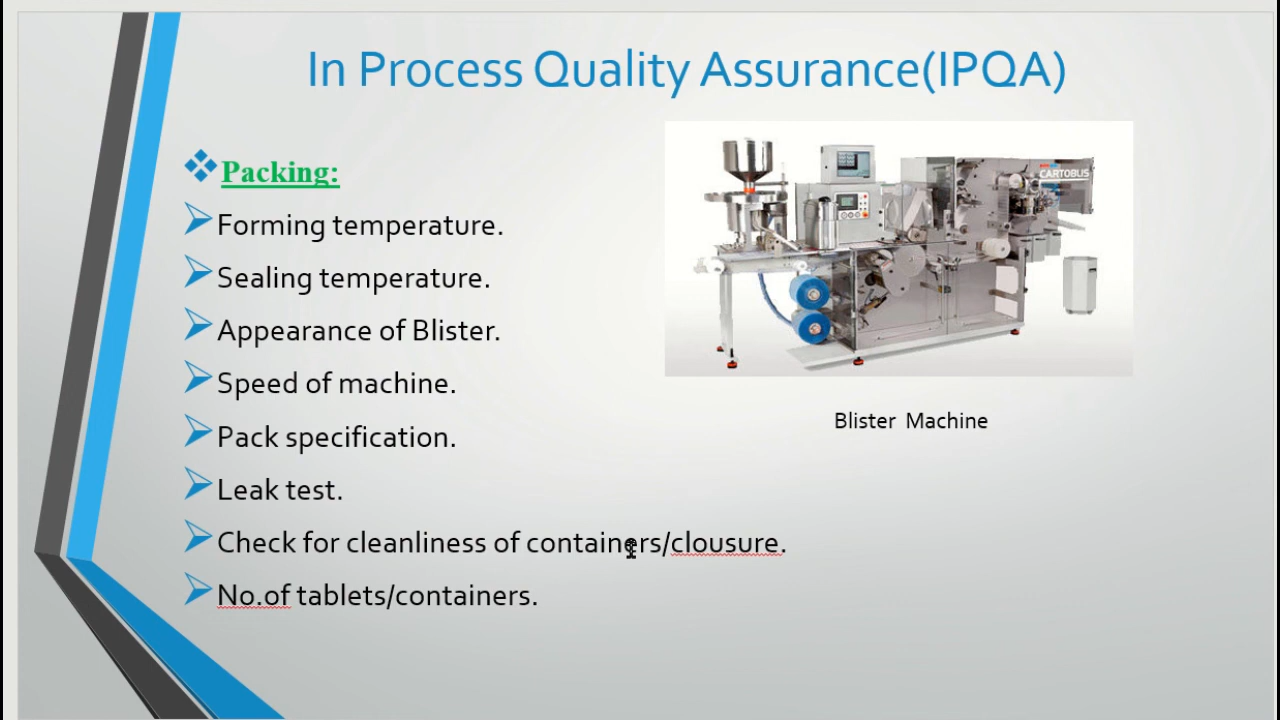 In Process Quality Assurance(IPQA)
Packing:
Forming temperature.
Sealing temperature.
Appearance of Blister.
Speed of machine.
Pack specification.
Leak test.
Check for cleanliness of containers/clousure.
No.of tablets/containers.
CARTOBUS
Blister Machine